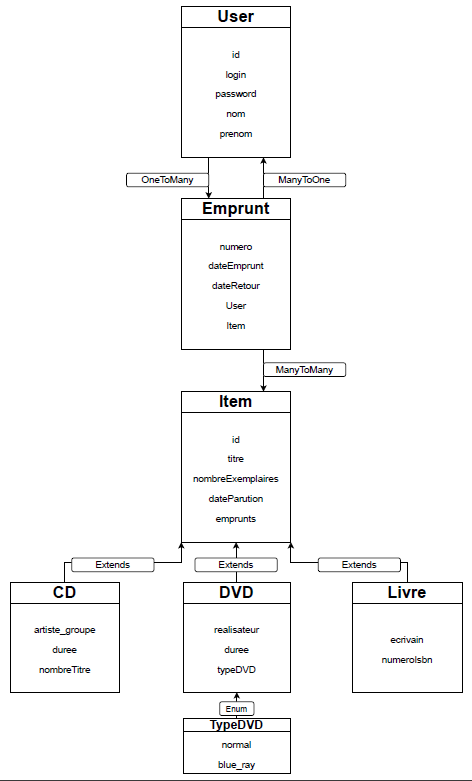 User
id
login
password
nom
prenom
OneToMany
ManyToOne
Emprunt
numero
dateEmprunt
dateRetour
User
Item
ManyToMany
Item
id
titre
nombreExemplaires
dateParution
emprunts
Extends
Extends
Extends
CD
artiste_groupe
duree
nombreTitre
DVD
realisateur
duree
typeDVD
Livre
ecrivain
numeroIsbn
Enum
TypeDVD
normal
blue_ray